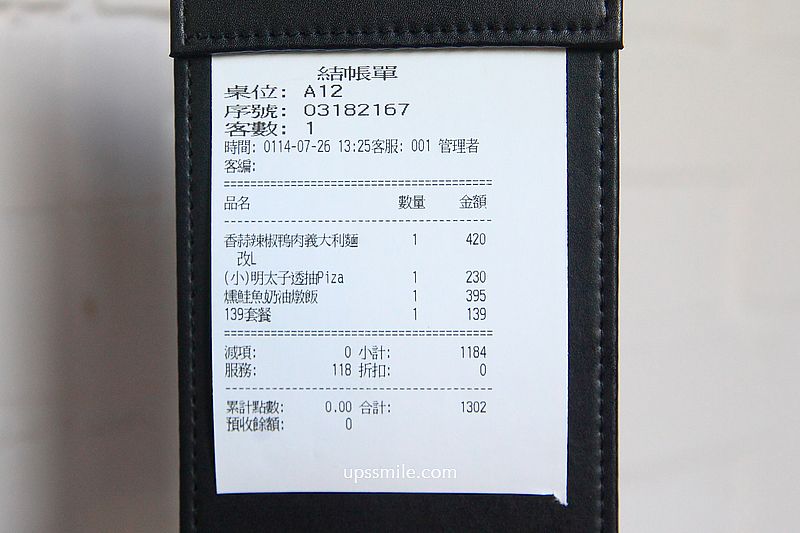 結帳單
桌位: A12
序號: 03182167
客數: 1
時間: 0114-07-26 13:25客服: 001 管理者
客編:
品名 數量 金額
香蒜辣椒鴨肉義大利麵 1 420
改L
(小)明太子透抽Piza 1 230
燻鮭魚奶油燉飯 1 395
139套餐 1 139
減項: 0 小計: 1184
服務: 118 折扣: 0
累計點數: 0.00 合計: 1302
預收餘額: 0
upssmile.com